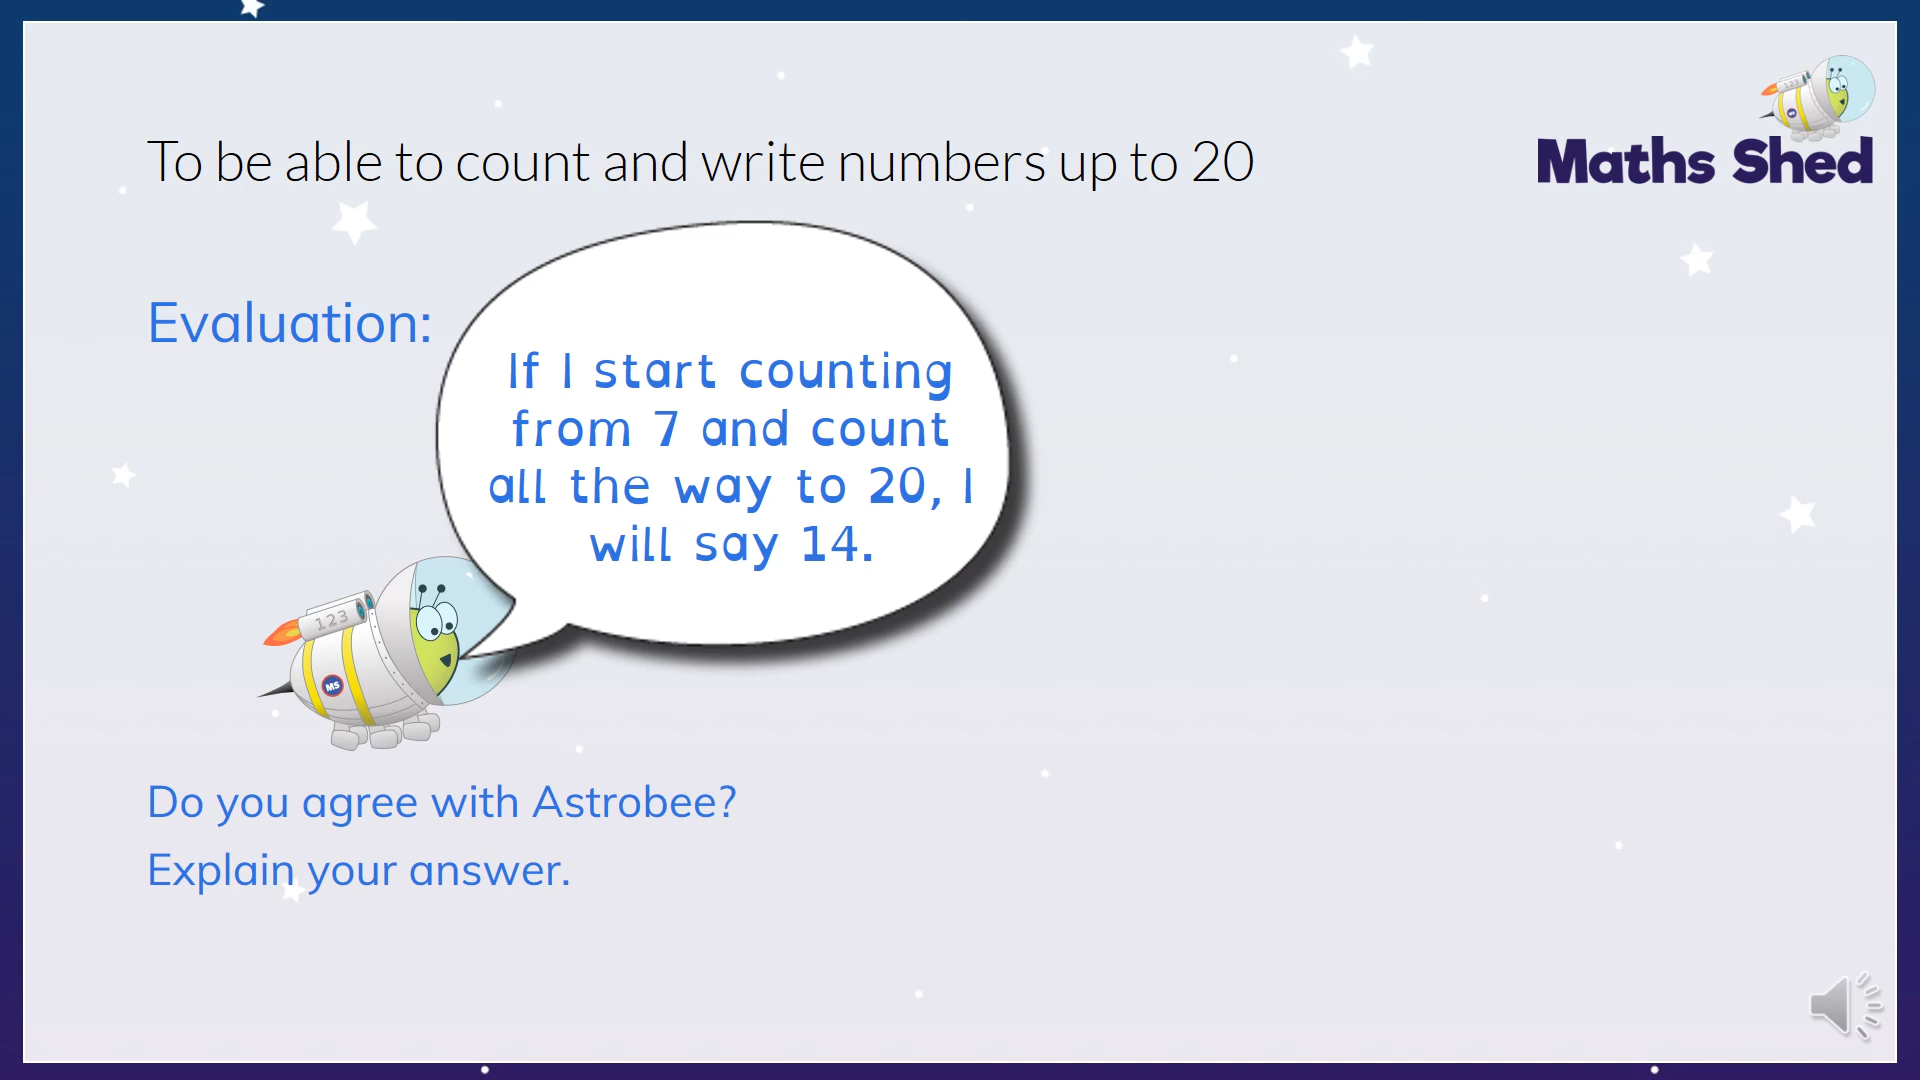 To be able to count and write numbers up to 20
Maths Shed
123
Evaluation:
If I start counting
from 7 and count
all the way to 20, I
will say 14.
123
MS
Do you agree with Astrobee?
Explain your answer.